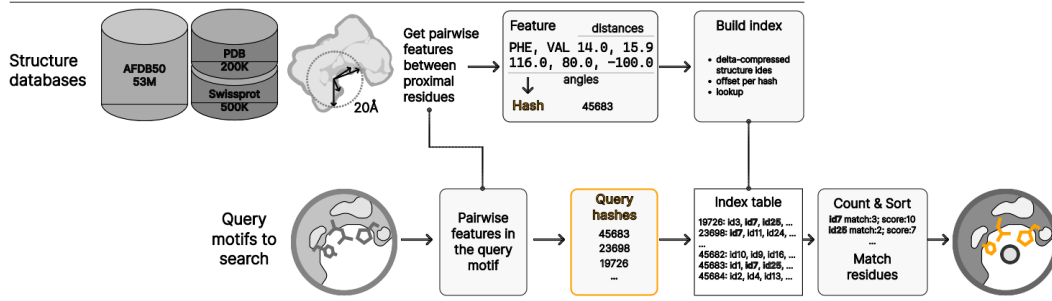 Structure
databases
AFDB50
53M
PDB
200K
Swissprot
500K
20Å
Get pairwise
features
between
proximal
residues
Feature
distances
PHE, VAL 14.0, 15.9
116.0, 80.0, -100.0
angles
Hash
45683
Build index
• delta-compressed
structure ides
• offset per hash
• lookup
Query
motifs to
search
Pairwise
features in
the query
motif
Query
hashes
45683
23698
19726
...
Index table
19726: id3, id7, id25, ...
23698: id7, id11, id24, ...
...
45682: id10, id9, id16, ...
45683: id1, id7, id25, ...
45684: id2, id4, id13, ...
Count & Sort
id7 match:3; score:10
id25 match:2; score:7
...
Match
residues